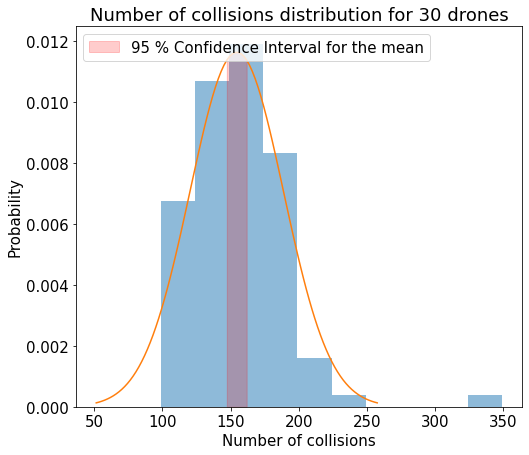 Number of collisions distribution for 30 drones
95 % Confidence Interval for the mean
Probability
0.012
0.010
0.008
0.006
0.004
0.002
0.000
50 100 150 200 250 300 350
Number of collisions